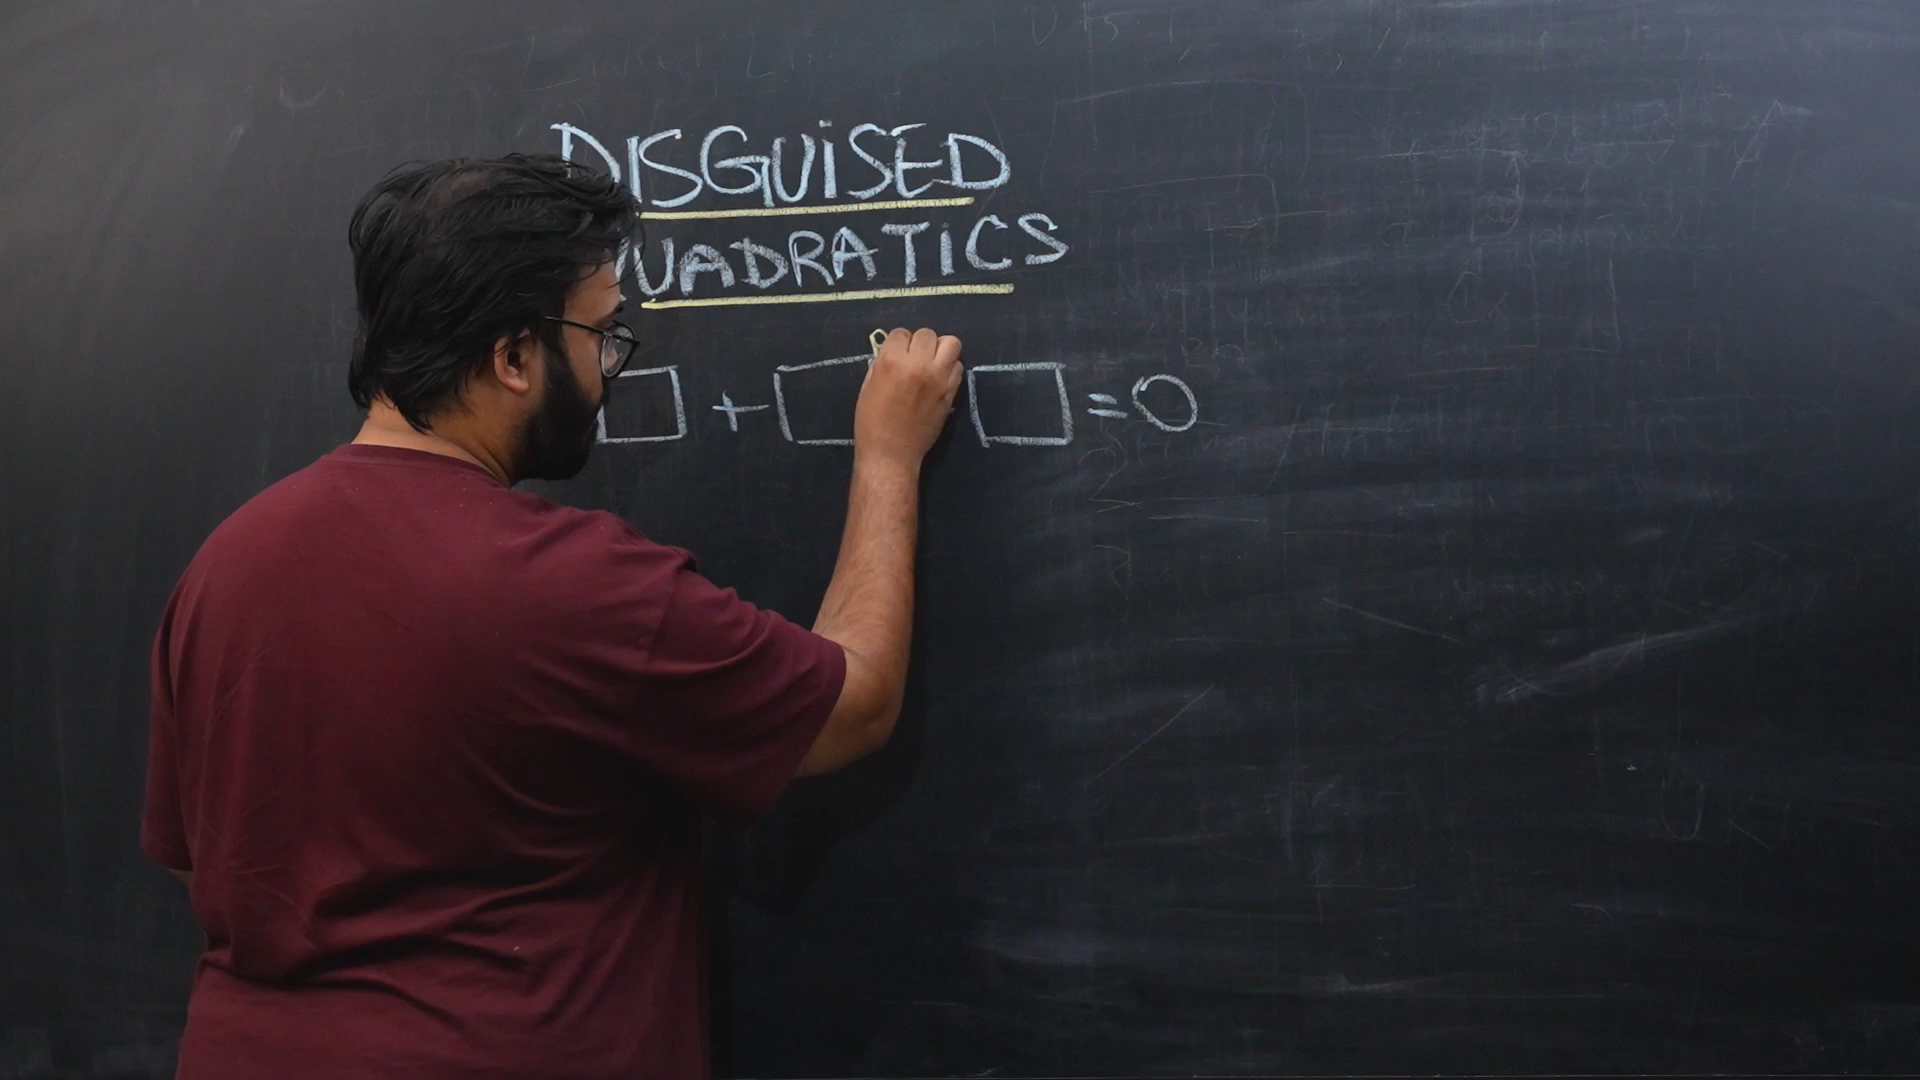 DISGUISED
UADRATICS
□ + □ □ = 0